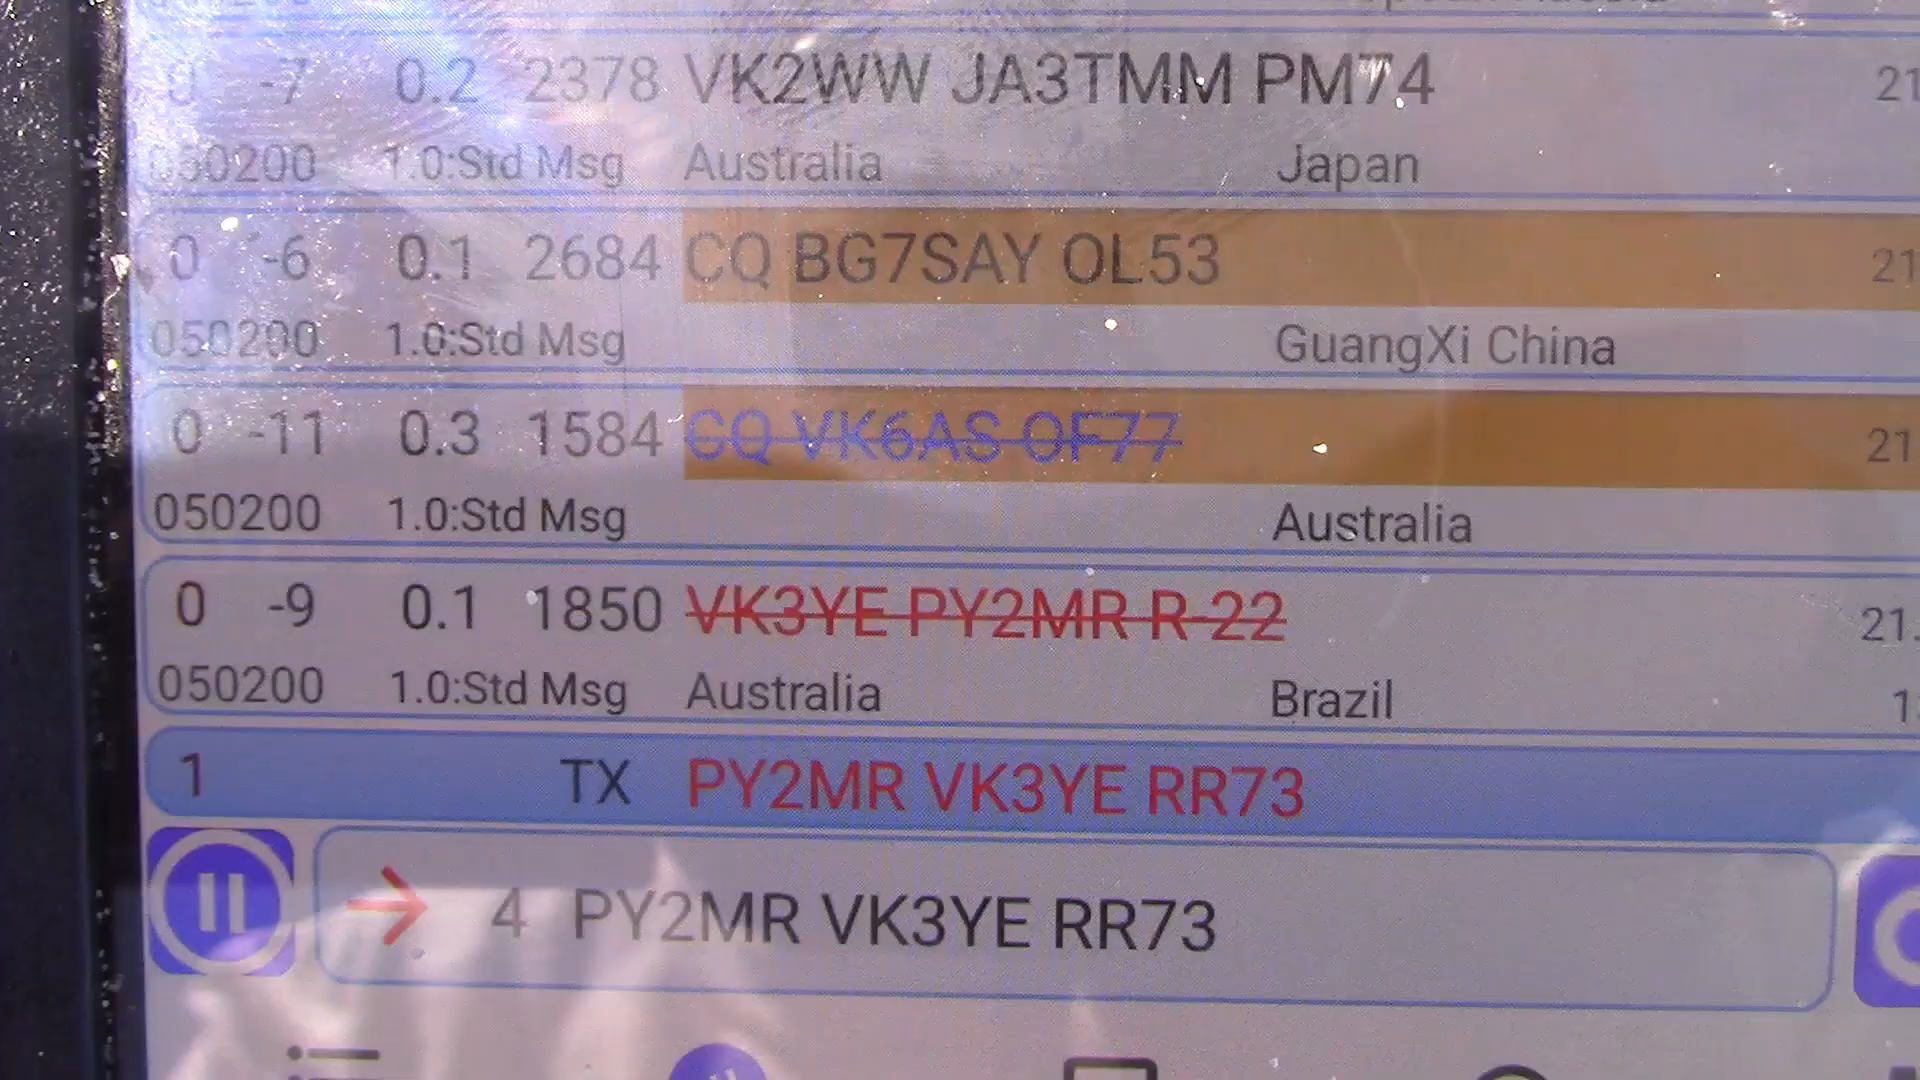 0 -7 0.2 2378 VK2WW JA3TMM PM74 21
050200 1.0:Std Msg Australia Japan
0 -6 0.1 2684 CQ BG7SAY OL53 21
050200 1.0:Std Msg GuangXi China
0 -11 0.3 1584 CQ VK6AS OF77 21
050200 1.0:Std Msg Australia
0 -9 0.1 1850 VK3YE PY2MR R-22 21.
050200 1.0:Std Msg Australia Brazil 1
1 TX PY2MR VK3YE RR73
→ 4 PY2MR VK3YE RR73